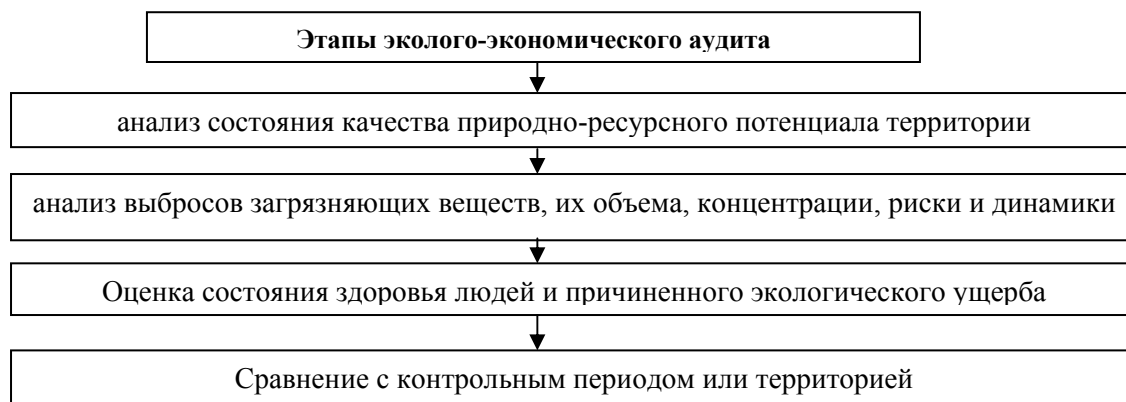 Этапы эколого-экономического аудита
анализ состояния качества природно-ресурсного потенциала территории
анализ выбросов загрязняющих веществ, их объема, концентрации, риски и динамики
Оценка состояния здоровья людей и причиненного экологического ущерба
Сравнение с контрольным периодом или территорией